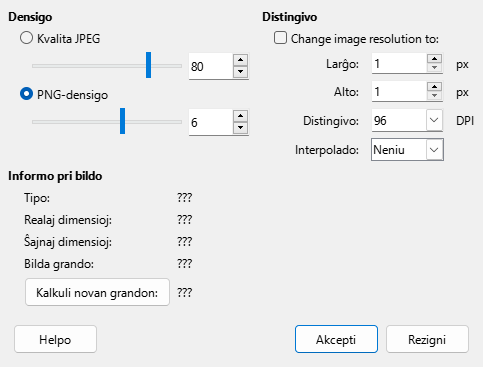 Densigo
Kvalita JPEG
80
PNG-densigo
6
Distingivo
Change image resolution to:
Larĝo: 1 px
Alto: 1 px
Distingivo: 96 DPI
Interpolado: Neniu
Informo pri bildo
Tipo: ???
Realaj dimensioj: ???
Ŝajnaj dimensioj: ???
Bilda grando: ???
Kalkuli novan grandon: ???
Helpo
Akcepti
Rezigni